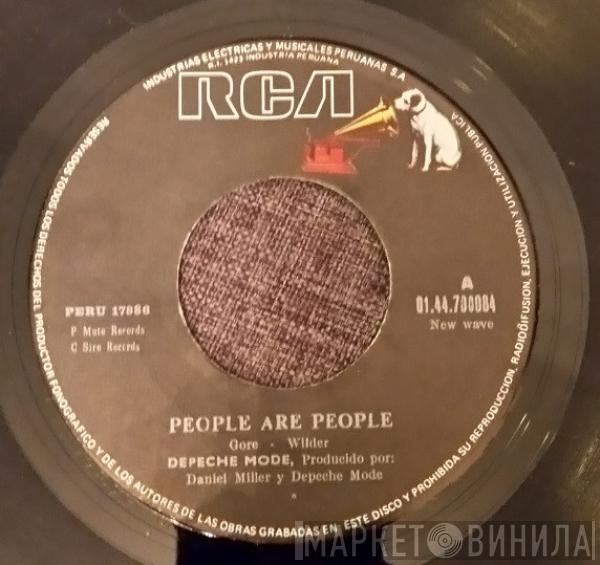 INDUSTRIAS ELECTRICAS Y MUSICALES PERUANAS S.A
R.I. 3425 INDUSTRIA PERUANA
RCA
RESERVADOS TODOS LOS DERECHOS DEL PRODUCTOR FONOGRAFICO Y DE LOS AUTORES DE LAS OBRAS GRABADAS EN ESTE DISCO Y PROHIBIDA SU REPRODUCCION, RADIODIFUSION, EJECUCION Y UTILIZACION PUBLICA
PERU 17986
P Mute Records
C Sire Records
A
01.44.700084
New wave
PEOPLE ARE PEOPLE
Gore - Wilder
DEPECHE MODE, Producido por:
Daniel Miller y Depeche Mode
МАРКЕТ ВИНИЛА